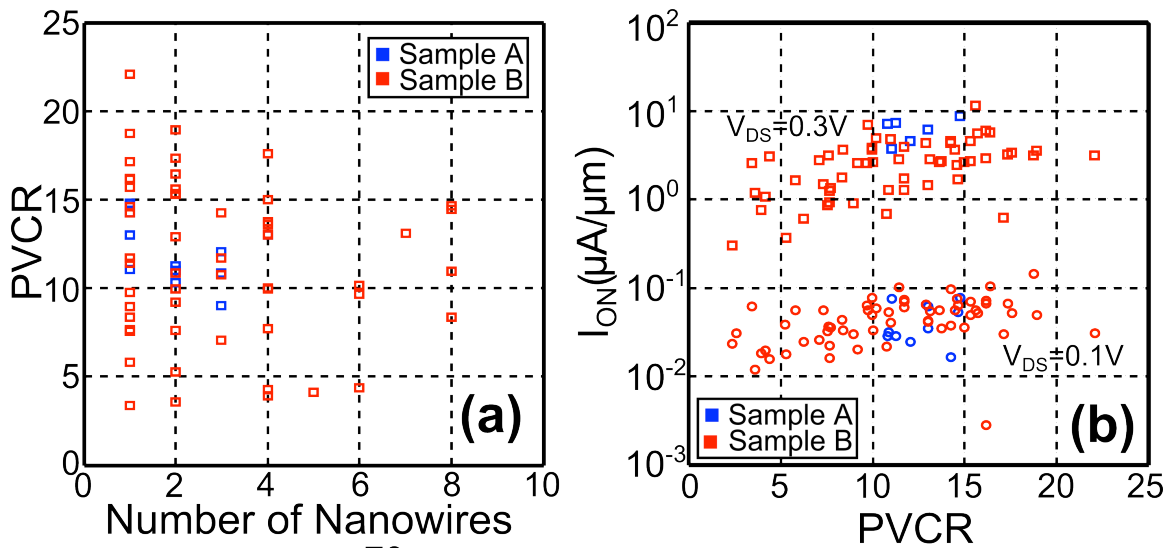 25
20
15
10
5
0
PVCR
0 2 4 6 8 10
Number of Nanowires
Sample A
Sample B
(a)
10²
10¹
10⁰
10⁻¹
10⁻²
10⁻³
I_ON(µA/µm)
V_DS=0.3V
V_DS=0.1V
Sample A
Sample B
(b)
0 5 10 15 20 25
PVCR